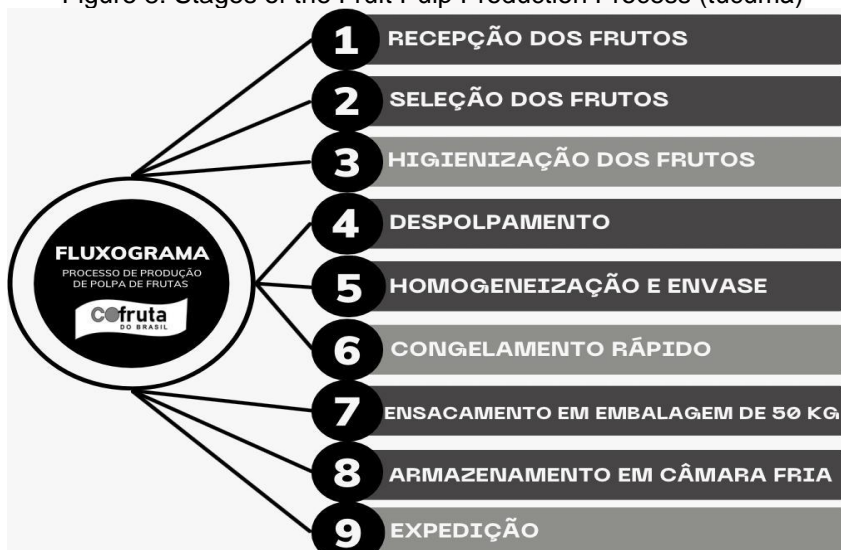 Figure 3. Stages of the Fruit Pulp Production Process (tucumã)
1 RECEPÇÃO DOS FRUTOS
2 SELEÇÃO DOS FRUTOS
3 HIGIENIZAÇÃO DOS FRUTOS
4 DESPOLPAMENTO
5 HOMOGENEIZAÇÃO E ENVASE
6 CONGELAMENTO RÁPIDO
7 ENSACAMENTO EM EMBALAGEM DE 50 KG
8 ARMAZENAMENTO EM CÂMARA FRIA
9 EXPEDIÇÃO
FLUXOGRAMA
PROCESSO DE PRODUÇÃO
DE POLPA DE FRUTAS
Cofruta
DO BRASIL